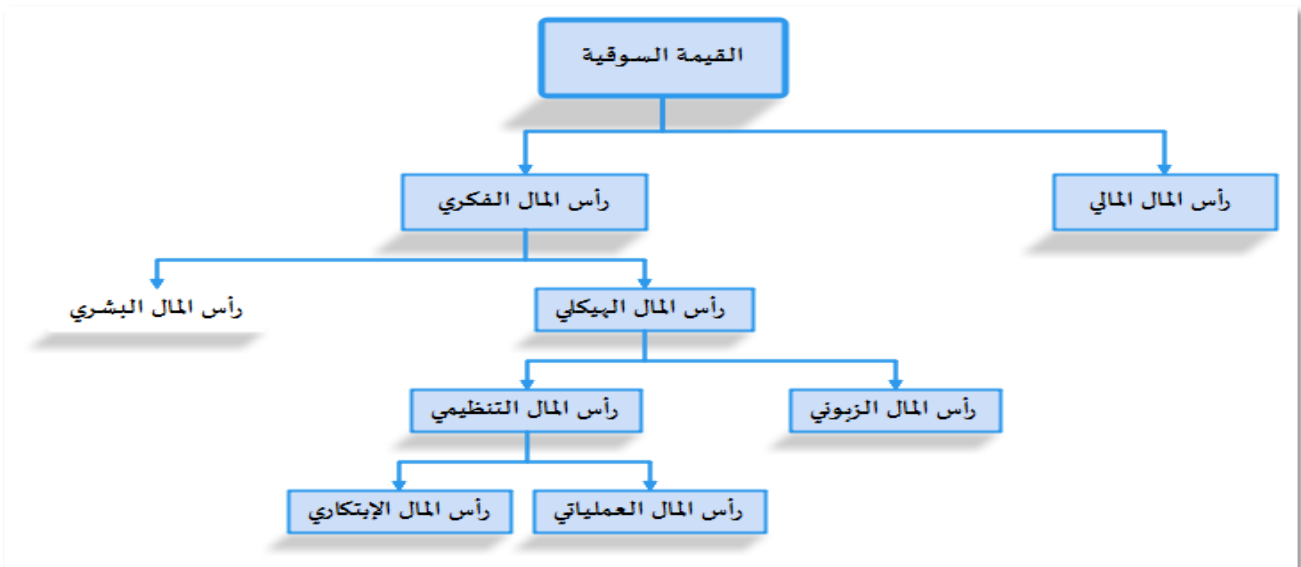 القيمة السوقية
رأس المال المالي
رأس المال الفكري
رأس المال الهيكلي
رأس المال البشري
رأس المال الزبوني
رأس المال التنظيمي
رأس المال العملياتي
رأس المال الإبتكاري